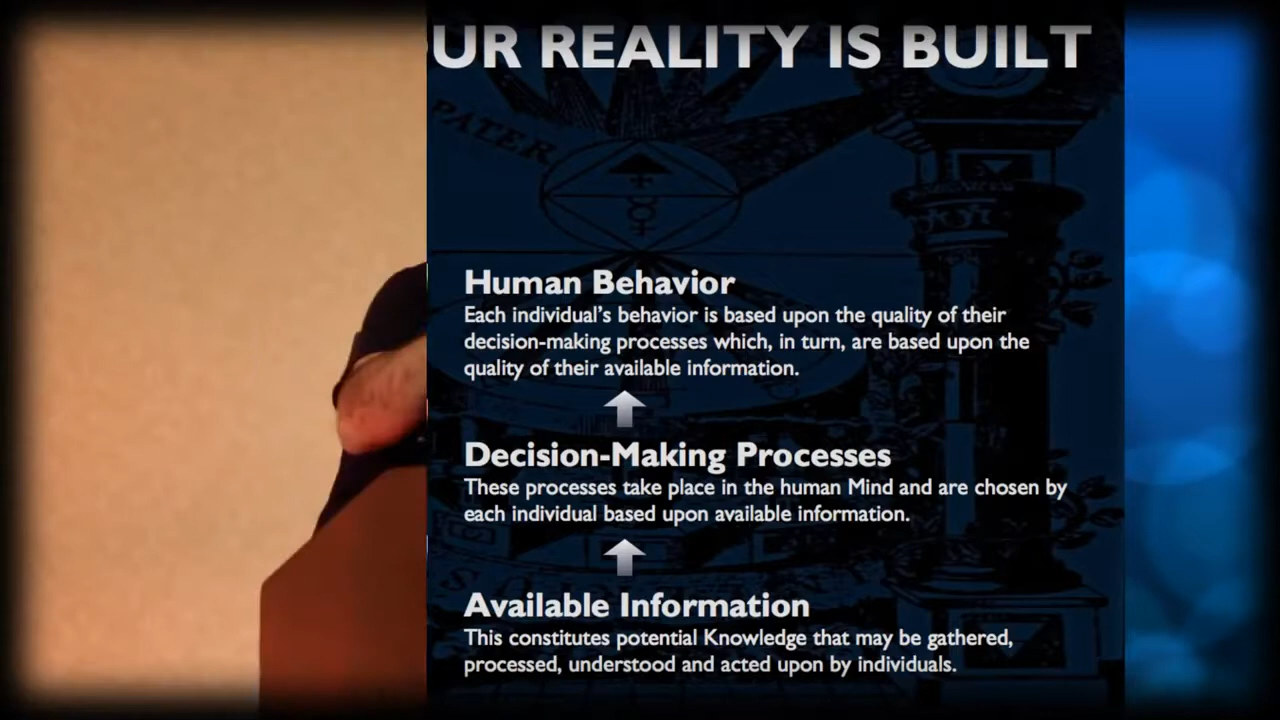 UR REALITY IS BUILT
PATER
Human Behavior
Each individual's behavior is based upon the quality of their
decision-making processes which, in turn, are based upon the
quality of their available information.
Decision-Making Processes
These processes take place in the human Mind and are chosen by
each individual based upon available information.
Available Information
This constitutes potential Knowledge that may be gathered,
processed, understood and acted upon by individuals.